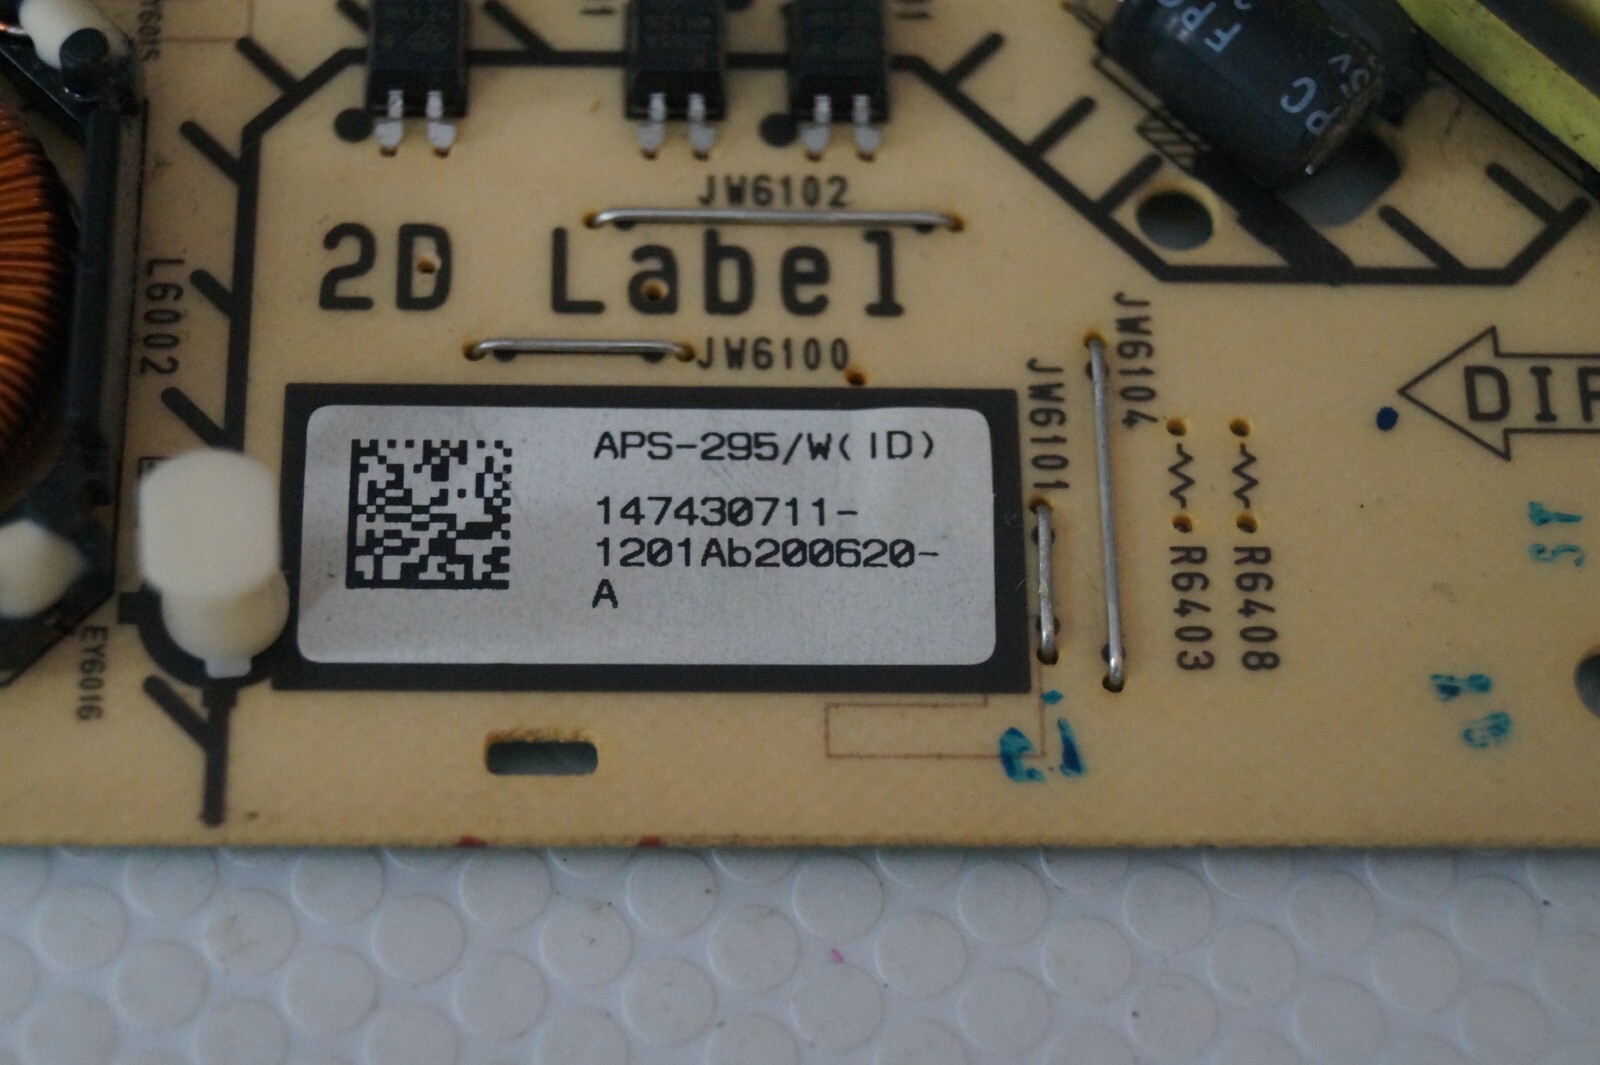 JW6102
2D Label
JW6100
L6002
JW6101
JW6104
APS-295/W(ID)
147430711-
1201Ab200620-
A
R6403
R6408
EY6016